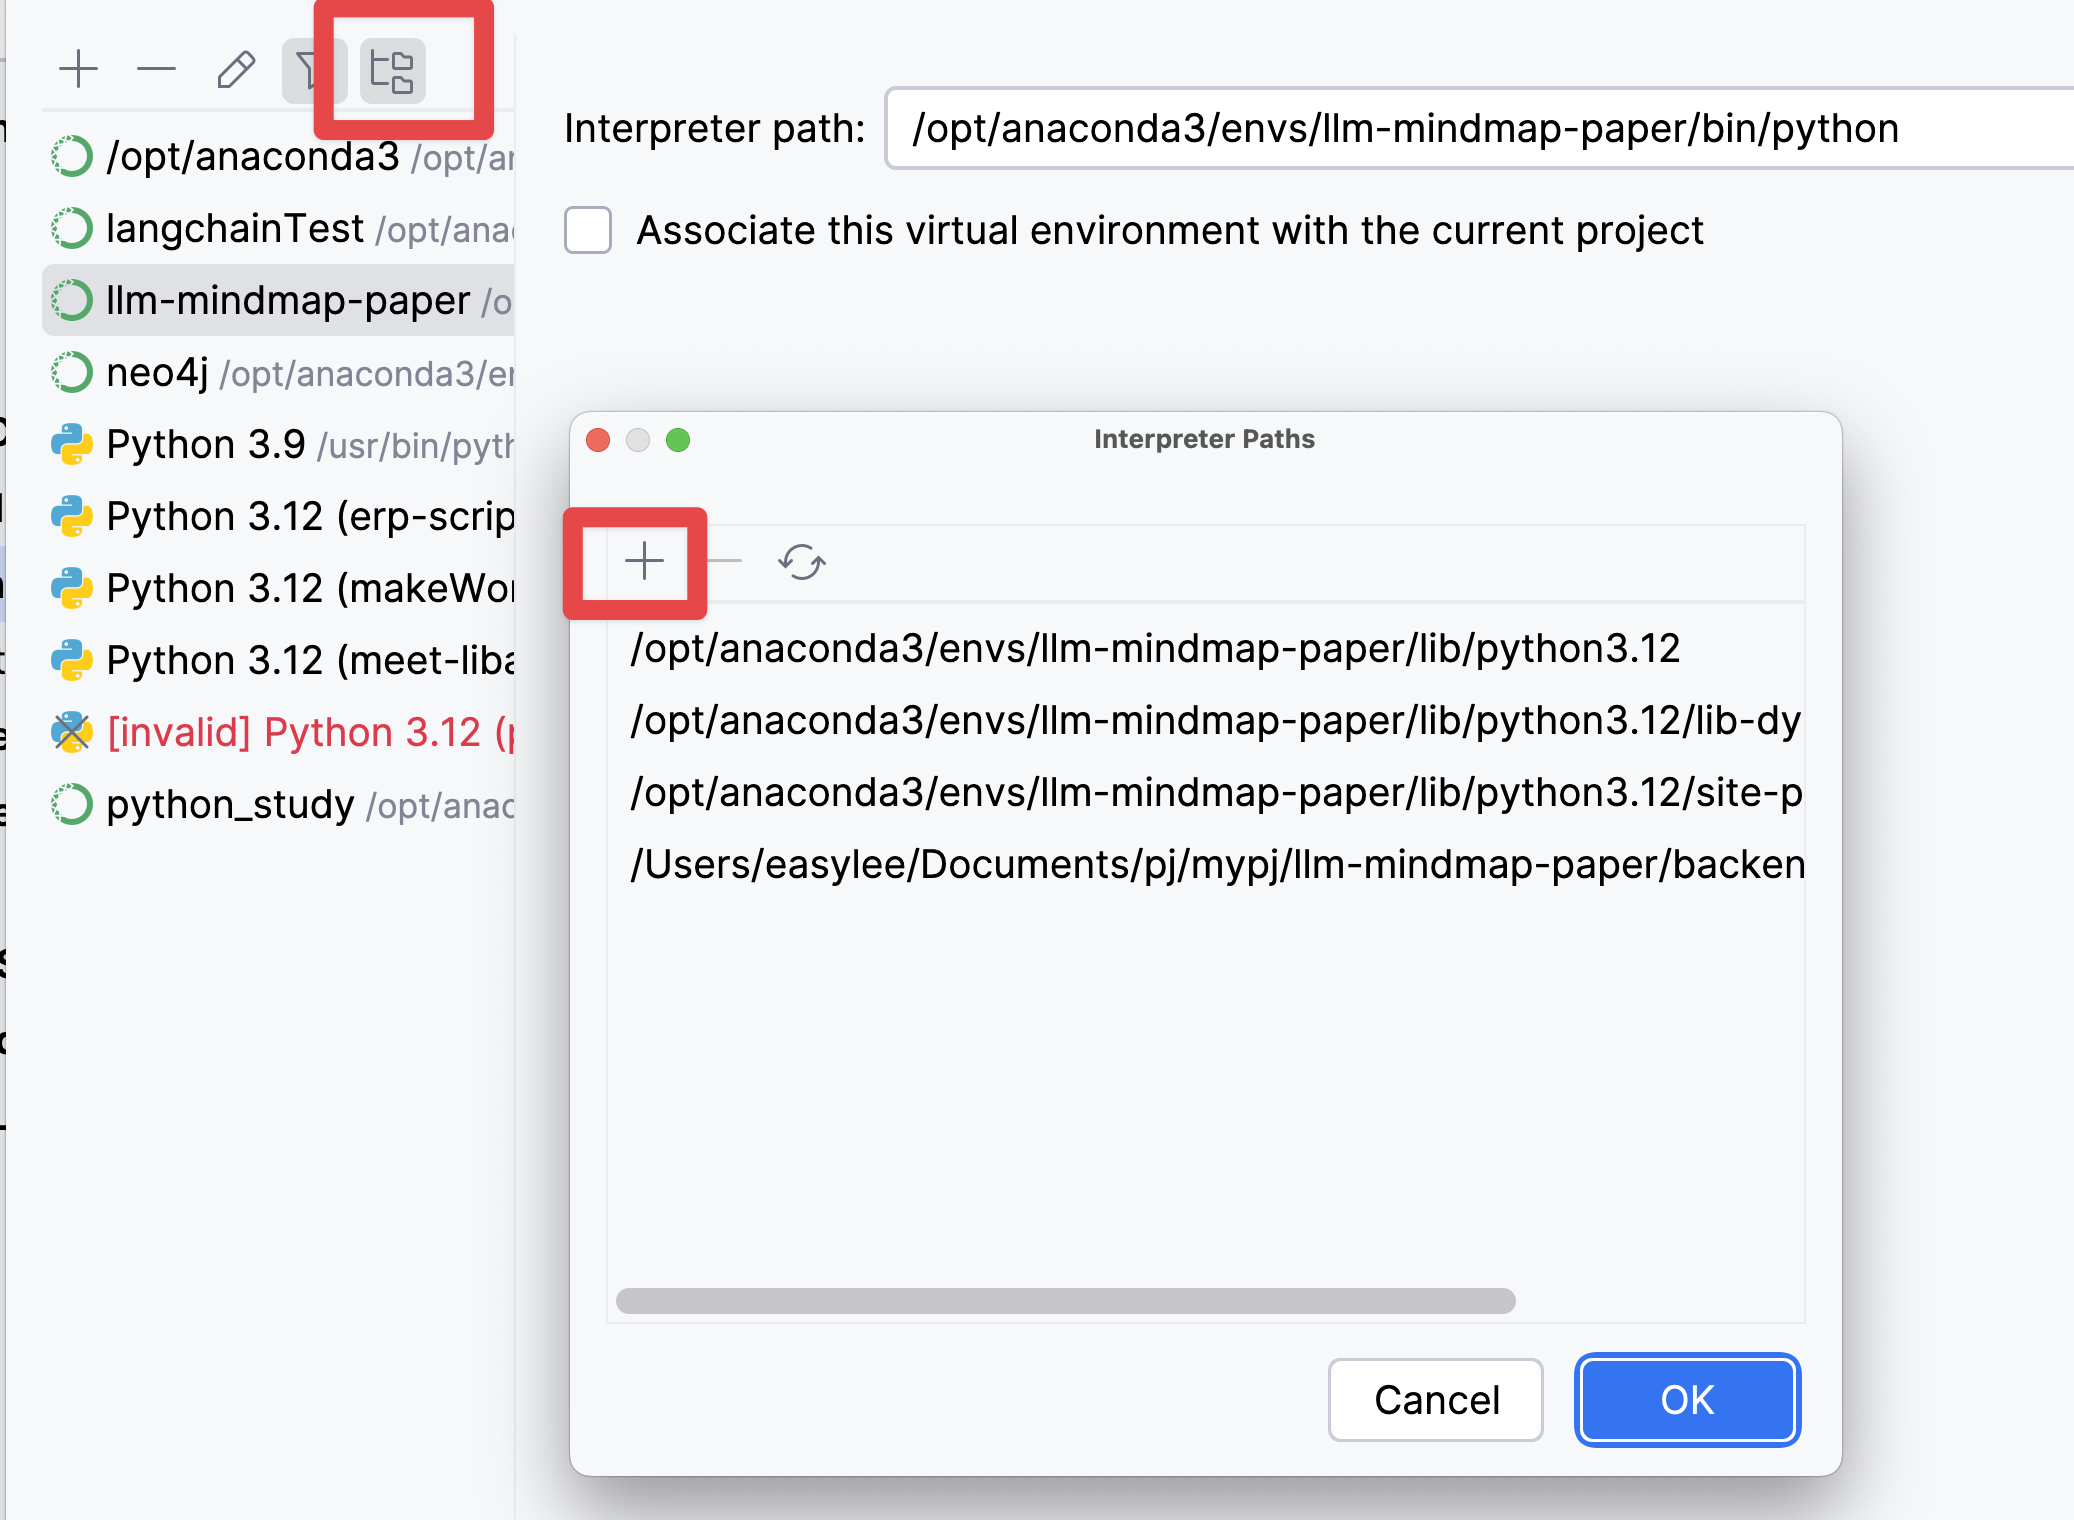 Interpreter path: /opt/anaconda3/envs/llm-mindmap-paper/bin/python
Associate this virtual environment with the current project
/opt/anaconda3 /opt/an
langchainTest /opt/ana
llm-mindmap-paper /o
neo4j /opt/anaconda3/e
Python 3.9 /usr/bin/pyth
Python 3.12 (erp-scrip
Python 3.12 (makeWor
Python 3.12 (meet-liba
[invalid] Python 3.12 (p
python_study /opt/anac
Interpreter Paths
/opt/anaconda3/envs/llm-mindmap-paper/lib/python3.12
/opt/anaconda3/envs/llm-mindmap-paper/lib/python3.12/lib-dy
/opt/anaconda3/envs/llm-mindmap-paper/lib/python3.12/site-p
/Users/easylee/Documents/pj/mypj/llm-mindmap-paper/backen
Cancel
OK